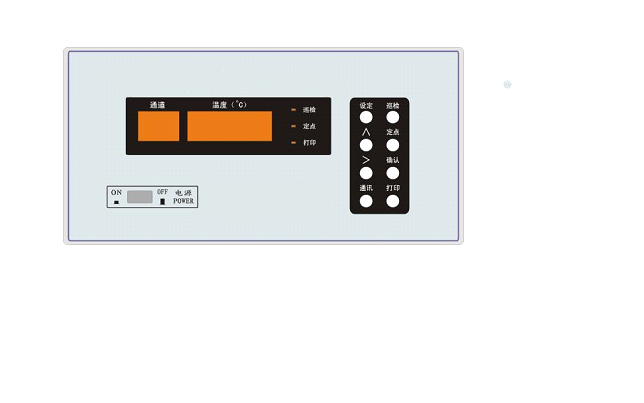 通道 温度（℃）
巡检
定点
打印
设定 巡检
∧ 定点
> 确认
通讯 打印
ON OFF 电源
POWER